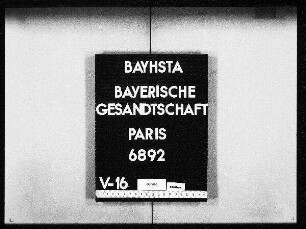 BAYHSTA
BAYERISCHE
GESANDTSCHAFT
PARIS
6892
V-16